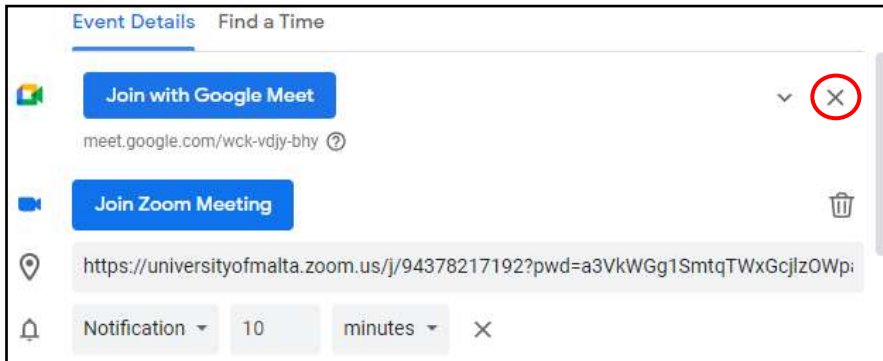 Event Details Find a Time
Join with Google Meet
meet.google.com/wck-vdjy-bhy
Join Zoom Meeting
https://universityofmalta.zoom.us/j/94378217192?pwd=a3VkWGg1SmtqTWxGcjlzOWpa
Notification 10 minutes